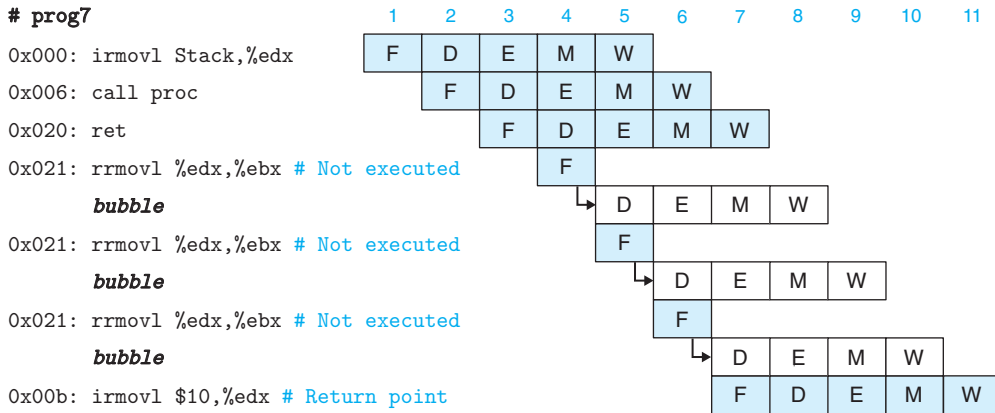 # prog7 1 2 3 4 5 6 7 8 9 10 11
0x000: irmovl Stack,%edx F D E M W
0x006: call proc F D E M W
0x020: ret F D E M W
0x021: rrmovl %edx,%ebx # Not executed F
bubble D E M W
0x021: rrmovl %edx,%ebx # Not executed F
bubble D E M W
0x021: rrmovl %edx,%ebx # Not executed F
bubble D E M W
0x00b: irmovl $10,%edx # Return point F D E M W